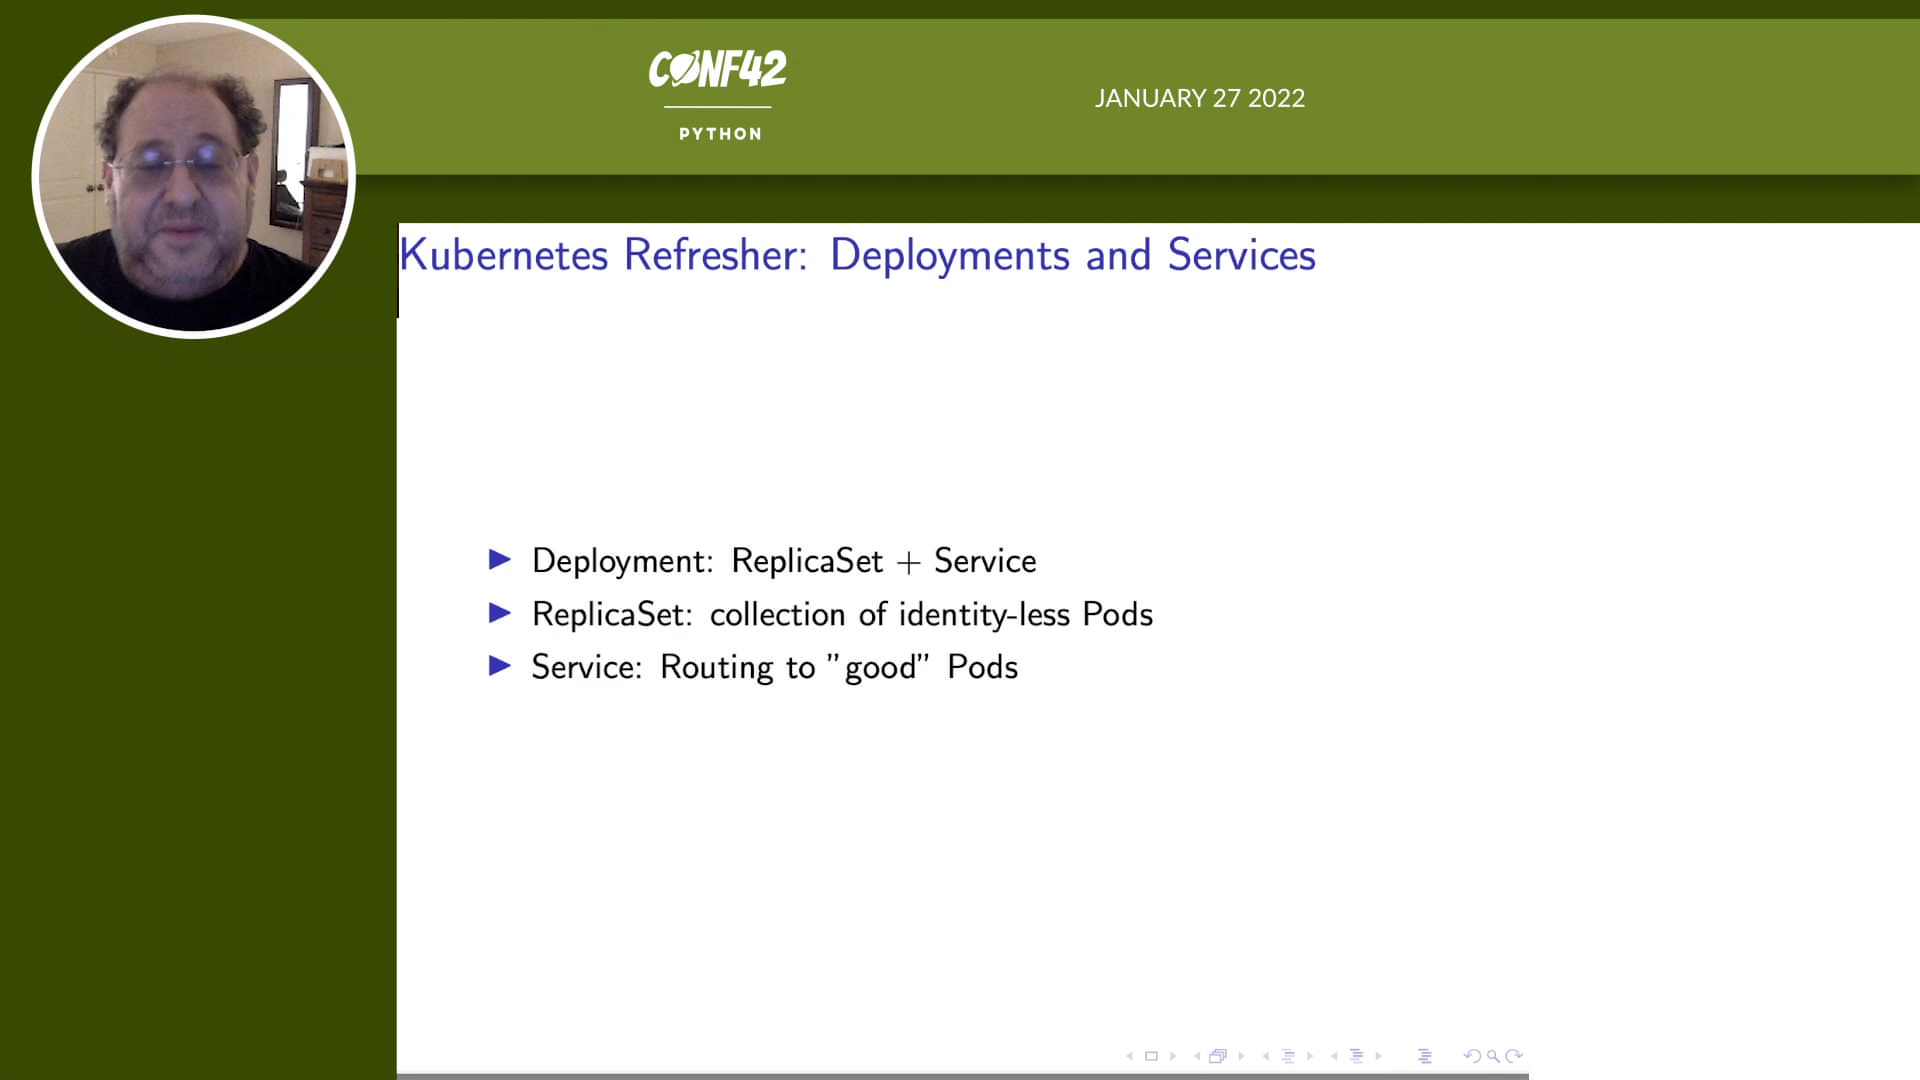 CONF42
PYTHON
JANUARY 27 2022
Kubernetes Refresher: Deployments and Services
Deployment: ReplicaSet + Service
ReplicaSet: collection of identity-less Pods
Service: Routing to ”good” Pods